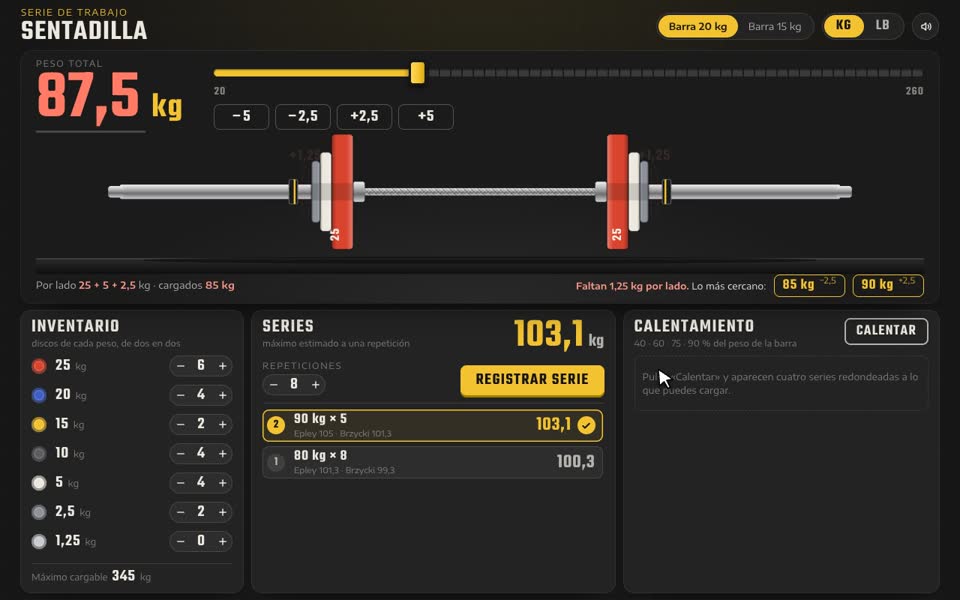 SERIE DE TRABAJO
SENTADILLA
Barra 20 kg
Barra 15 kg
KG
LB
PESO TOTAL
87,5 kg
20
260
−5
−2,5
+2,5
+5
+1,25
1,25
25
25
Por lado 25 + 5 + 2,5 kg · cargados 85 kg
Faltan 1,25 kg por lado. Lo más cercano:
85 kg −2,5
90 kg +2,5
INVENTARIO
discos de cada peso, de dos en dos
25 kg − 6 +
20 kg − 4 +
15 kg − 2 +
10 kg − 4 +
5 kg − 4 +
2,5 kg − 2 +
1,25 kg − 0 +
Máximo cargable 345 kg
SERIES
máximo estimado a una repetición
103,1 kg
REPETICIONES
− 8 +
REGISTRAR SERIE
2
90 kg × 5
Epley 105 · Brzycki 101,3
103,1
1
80 kg × 8
Epley 101,3 · Brzycki 99,3
100,3
CALENTAMIENTO
40 · 60 · 75 · 90 % del peso de la barra
CALENTAR
«Calentar» y aparecen cuatro series redondeadas a lo
que puedes cargar.